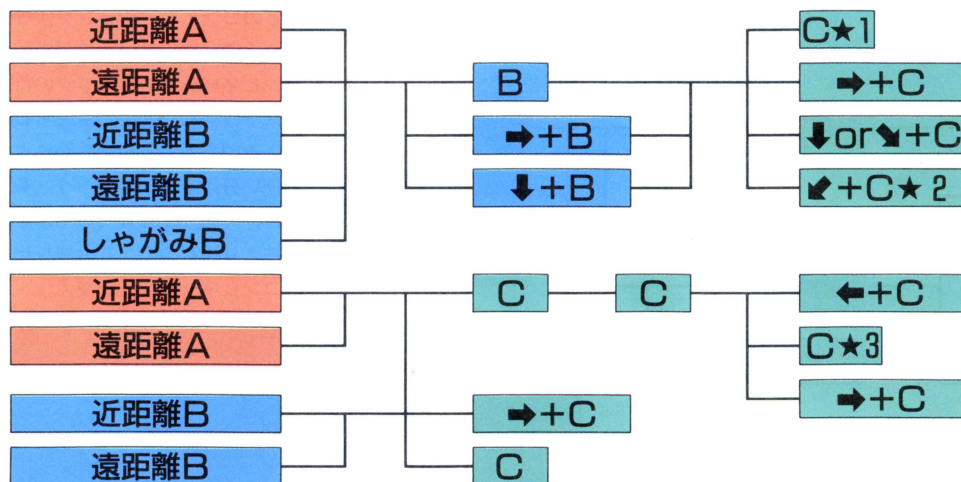 近距離A
遠距離A
近距離B
遠距離B
しゃがみB
B
➡+B
⬇+B
C★1
➡+C
⬇or⬊+C
⬋+C★2
近距離A
遠距離A
近距離B
遠距離B
C
C
➡+C
C
⬅+C
C★3
➡+C